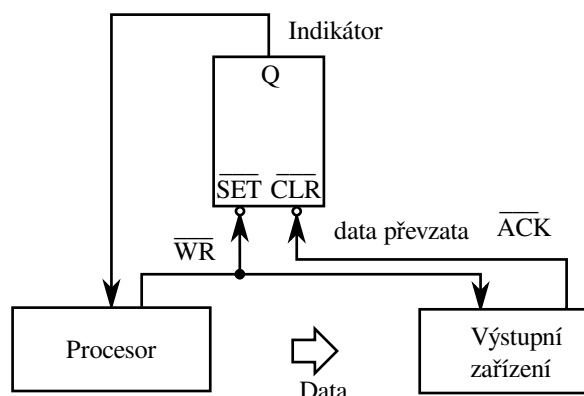 Indikátor
Q
SET CLR
WR
data převzata ACK
Procesor
Výstupní
zařízení
Data